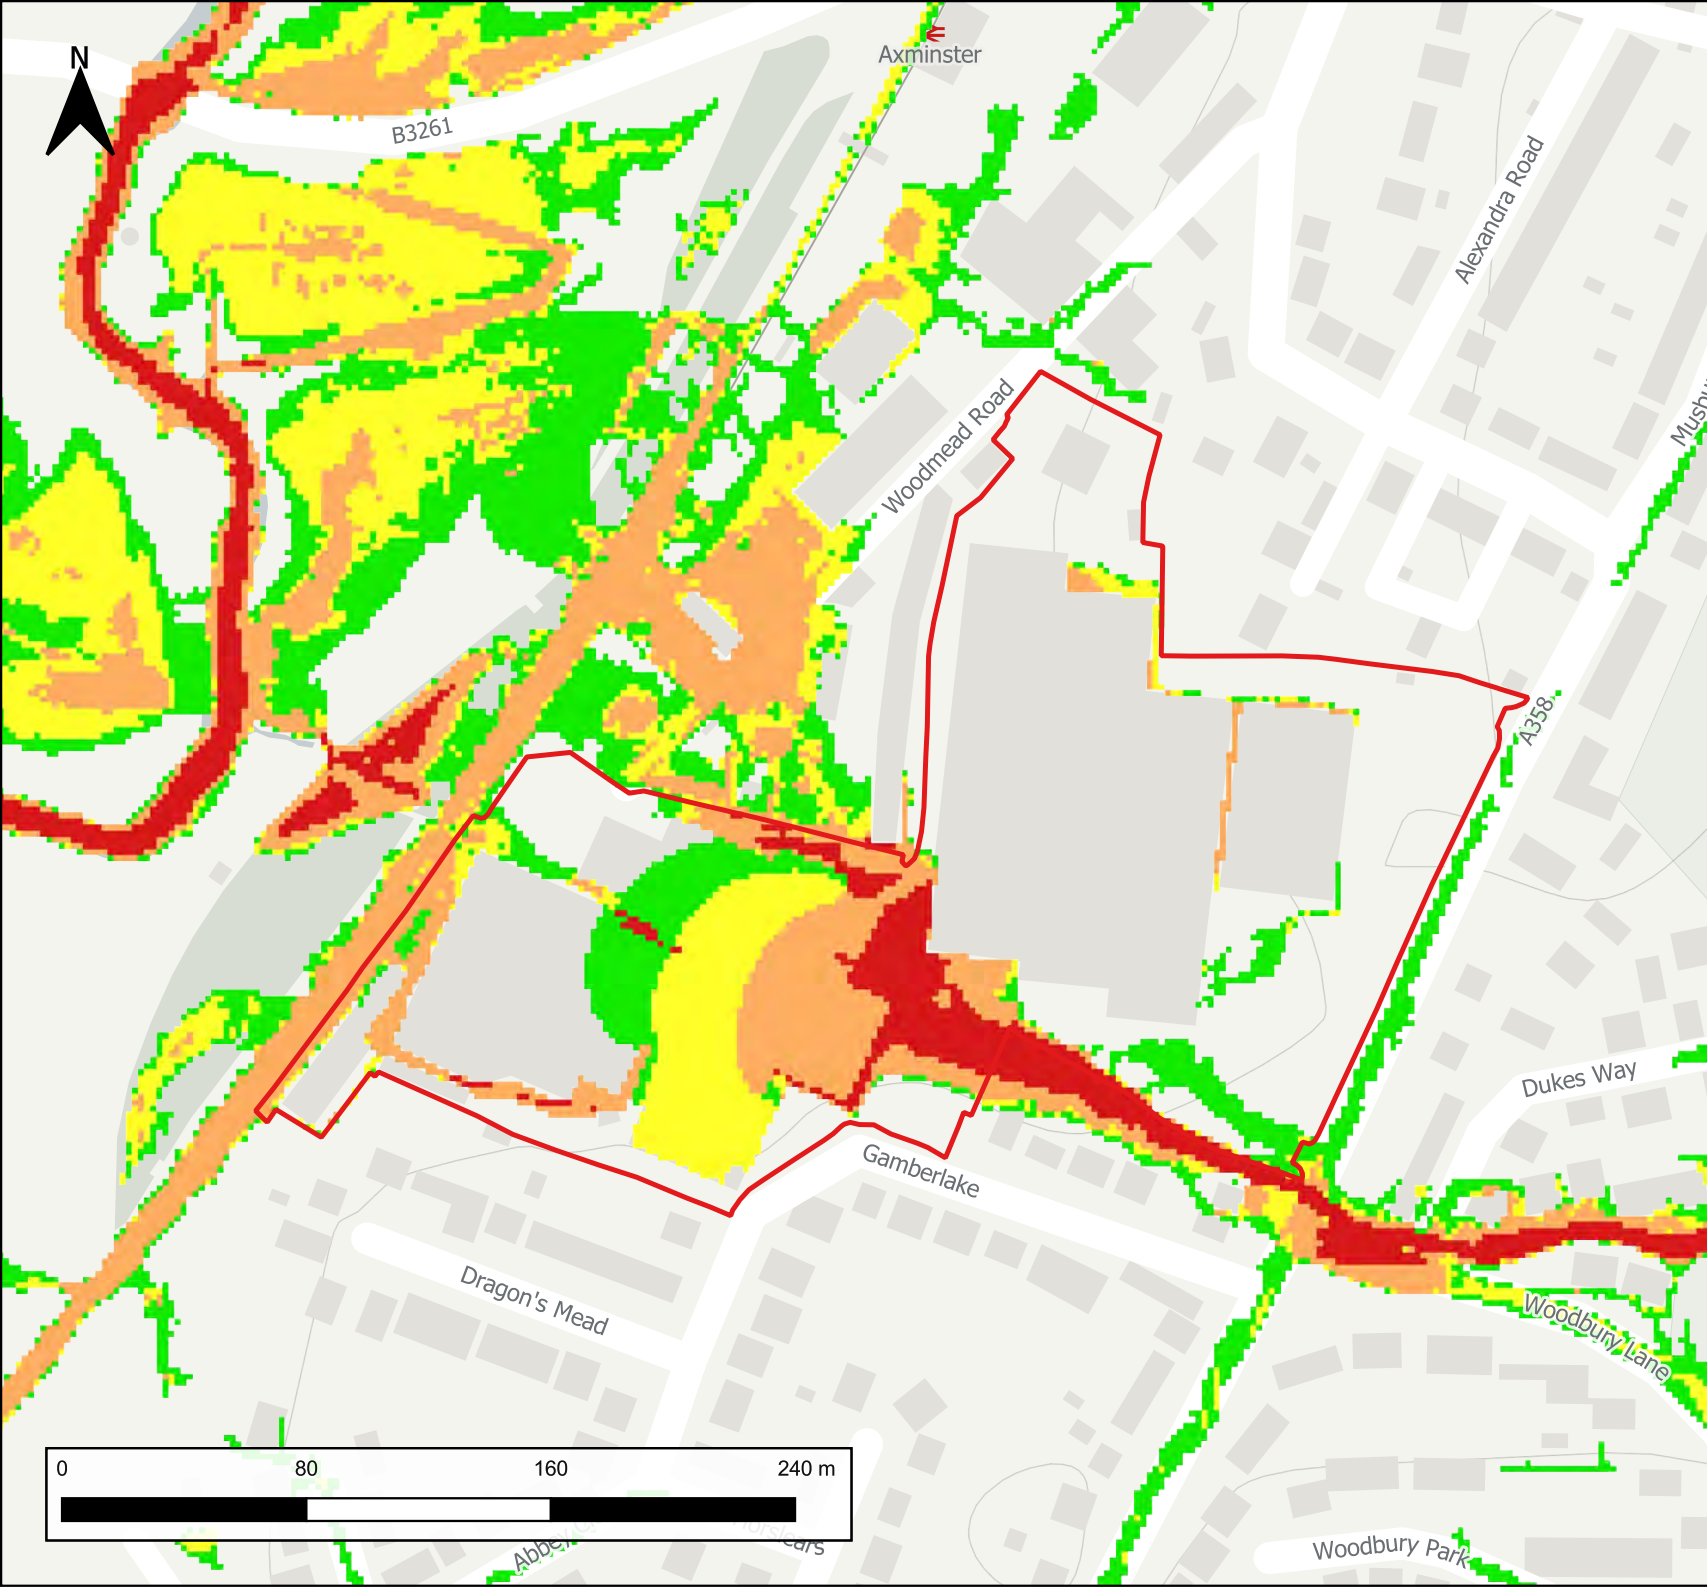 N
Axminster
B3261
Alexandra Road
Woodmead Road
A358
Dukes Way
Gamberlake
Dragon's Mead
Woodbury Lane
0 80 160 240 m
Woodbury Park